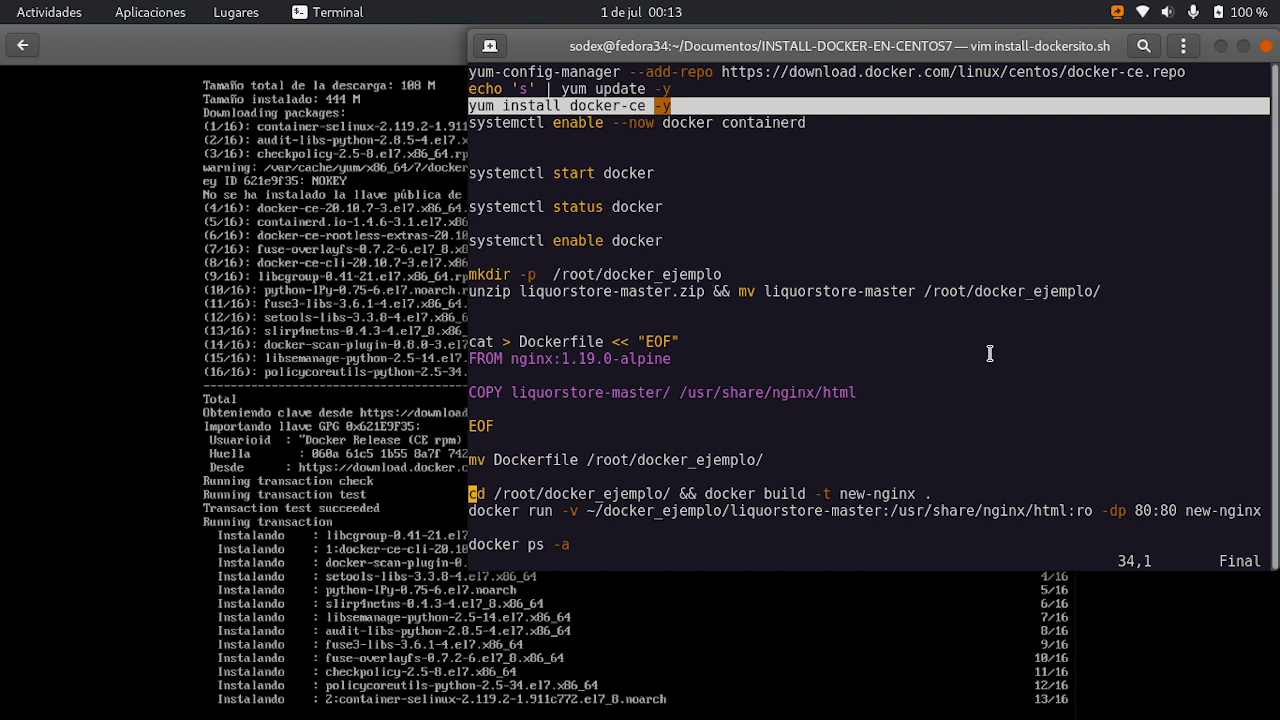 Actividades Aplicaciones Lugares Terminal 1 de jul 00:13 100 %
sodex@fedora34:~/Documentos/INSTALL-DOCKER-EN-CENTOS7 — vim install-dockersito.sh
Tamaño total de la descarga: 108 M
Tamaño instalado: 444 M
Downloading packages:
(1/16): container-selinux-2.119.2-1.911
(2/16): audit-libs-python-2.8.5-4.el7.x
(3/16): checkpolicy-2.5-8.el7.x86_64.rp
warning: /var/cache/yum/x86_64/7/docker
ey ID 621e9f35: NOKEY
No se ha instalado la llave pública de
(4/16): docker-ce-20.10.7-3.el7.x86_64.
(5/16): containerd.io-1.4.6-3.1.el7.x86
(6/16): docker-ce-rootless-extras-20.10
(7/16): fuse-overlayfs-0.7.2-6.el7_8.x8
(8/16): docker-ce-cli-20.10.7-3.el7.x86
(9/16): libcgroup-0.41-21.el7.x86_64.rp
(10/16): python-IPy-0.75-6.el7.noarch.r
(11/16): fuse3-libs-3.6.1-4.el7.x86_64.
(12/16): setools-libs-3.3.8-4.el7.x86_6
(13/16): slirp4netns-0.4.3-4.el7_8.x86_
(14/16): docker-scan-plugin-0.8.0-3.el7
(15/16): libsemanage-python-2.5-14.el7.
(16/16): policycoreutils-python-2.5-34.
Total
Obteniendo clave desde https://download
Importando llave GPG 0x621E9F35:
Usuarioid : "Docker Release (CE rpm)
Huella : 060a 61c5 1b55 8a7f 742
Desde : https://download.docker.c
Running transaction check
Running transaction test
Transaction test succeeded
Running transaction
Instalando : libcgroup-0.41-21.el7
Instalando : 1:docker-ce-cli-20.10
Instalando : docker-scan-plugin-0.
Instalando : setools-libs-3.3.8-4.el7.x86_64 4/16
Instalando : python-IPy-0.75-6.el7.noarch 5/16
Instalando : slirp4netns-0.4.3-4.el7_8.x86_64 6/16
Instalando : libsemanage-python-2.5-14.el7.x86_64 7/16
Instalando : audit-libs-python-2.8.5-4.el7.x86_64 8/16
Instalando : fuse3-libs-3.6.1-4.el7.x86_64 9/16
Instalando : fuse-overlayfs-0.7.2-6.el7_8.x86_64 10/16
Instalando : checkpolicy-2.5-8.el7.x86_64 11/16
Instalando : policycoreutils-python-2.5-34.el7.x86_64 12/16
Instalando : 2:container-selinux-2.119.2-1.911c772.el7_8.noarch 13/16
yum-config-manager --add-repo https://download.docker.com/linux/centos/docker-ce.repo
echo 's' | yum update -y
yum install docker-ce -y
systemctl enable --now docker containerd
systemctl start docker
systemctl status docker
systemctl enable docker
mkdir -p /root/docker_ejemplo
unzip liquorstore-master.zip && mv liquorstore-master /root/docker_ejemplo/
cat > Dockerfile << "EOF"
FROM nginx:1.19.0-alpine
COPY liquorstore-master/ /usr/share/nginx/html
EOF
mv Dockerfile /root/docker_ejemplo/
cd /root/docker_ejemplo/ && docker build -t new-nginx .
docker run -v ~/docker_ejemplo/liquorstore-master:/usr/share/nginx/html:ro -dp 80:80 new-nginx
docker ps -a
34,1 Final